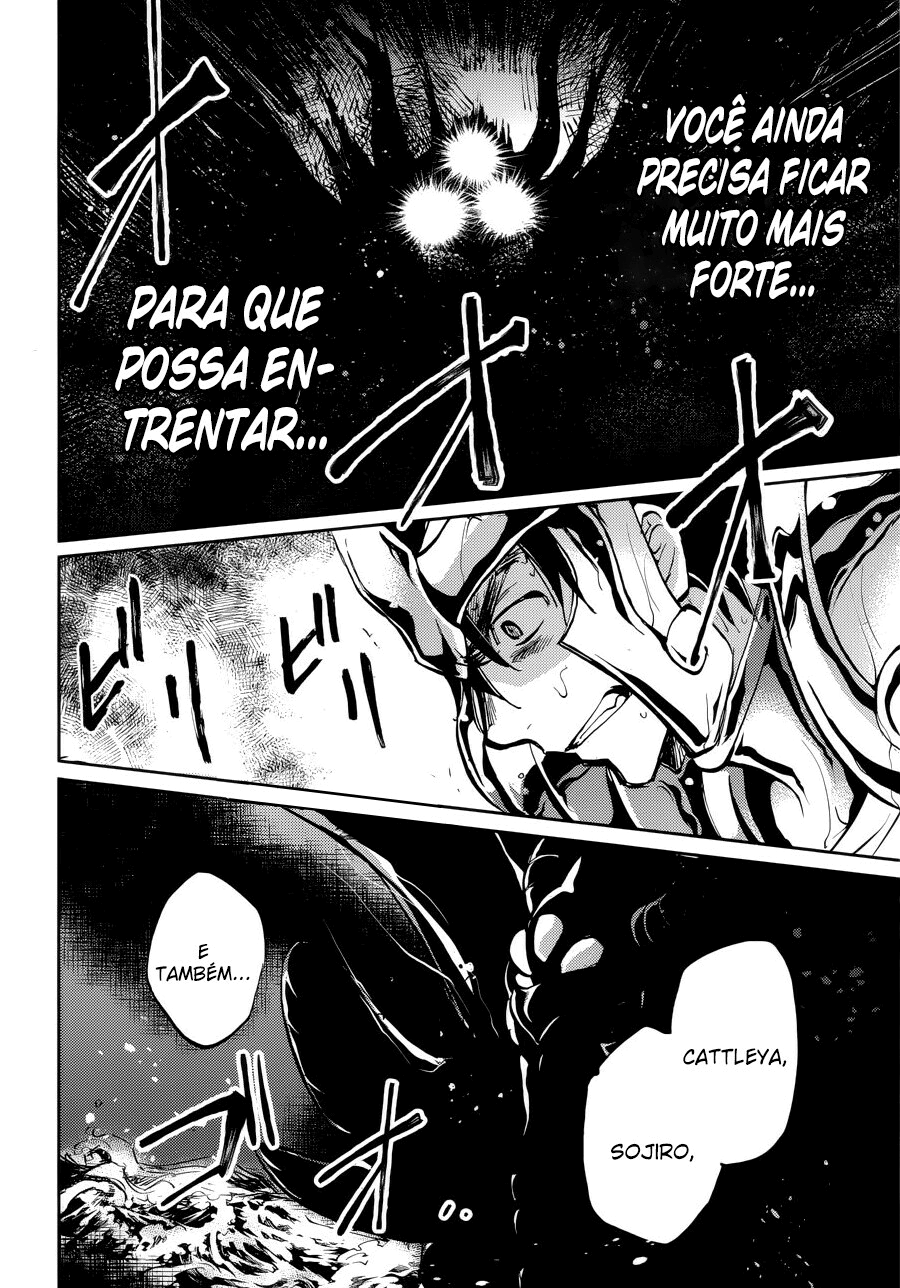 VOCÊ AINDA
PRECISA FICAR
MUITO MAIS
FORTE...
PARA QUE
POSSA EN-
TRENTAR...
オ
オ
オ
ビリ
ビリ
CATTLEYA,
SOJIRO,
E
TAMBÉM...
ズ
オ